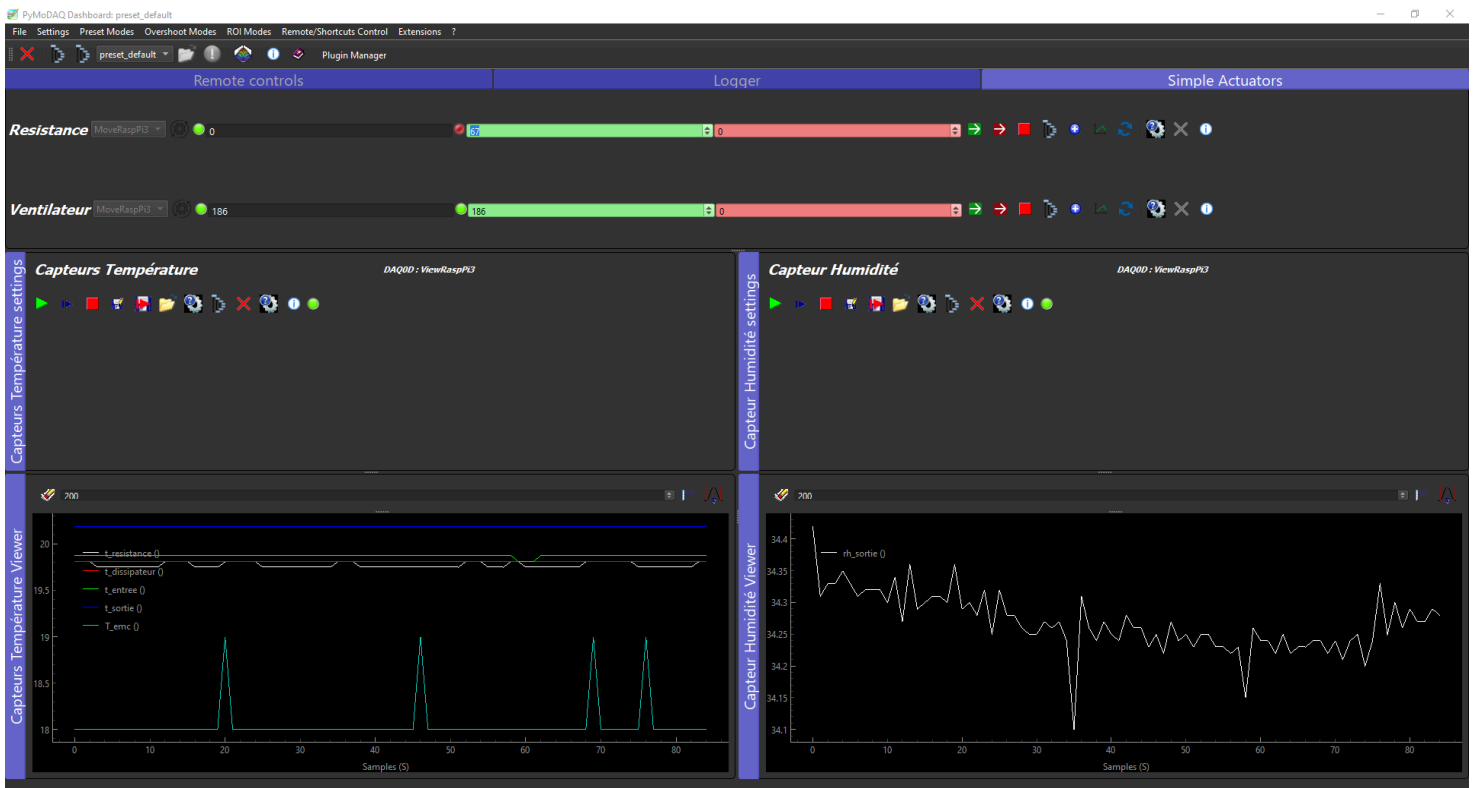 PyMoDAQ Dashboard: preset_default
File Settings Preset Modes Overshoot Modes ROI Modes Remote/Shortcuts Control Extensions ?
preset_default Plugin Manager
Remote controls Logger Simple Actuators
Resistance MoveRaspPi3 0 67 0
Ventilateur MoveRaspPi3 186 186 0
Capteurs Température settings
Capteurs Température DAQ0D : ViewRaspPi3
Capteur Humidité settings
Capteur Humidité DAQ0D : ViewRaspPi3
Capteurs Température Viewer
200
20
19.5
19
18.5
18
t_resistance ()
t_dissipateur ()
t_entree ()
t_sortie ()
T_emc ()
0 10 20 30 40 50 60 70 80
Samples (S)
Capteur Humidité Viewer
200
34.4
34.35
34.3
34.25
34.2
34.15
34.1
rh_sortie ()
0 10 20 30 40 50 60 70 80
Samples (S)